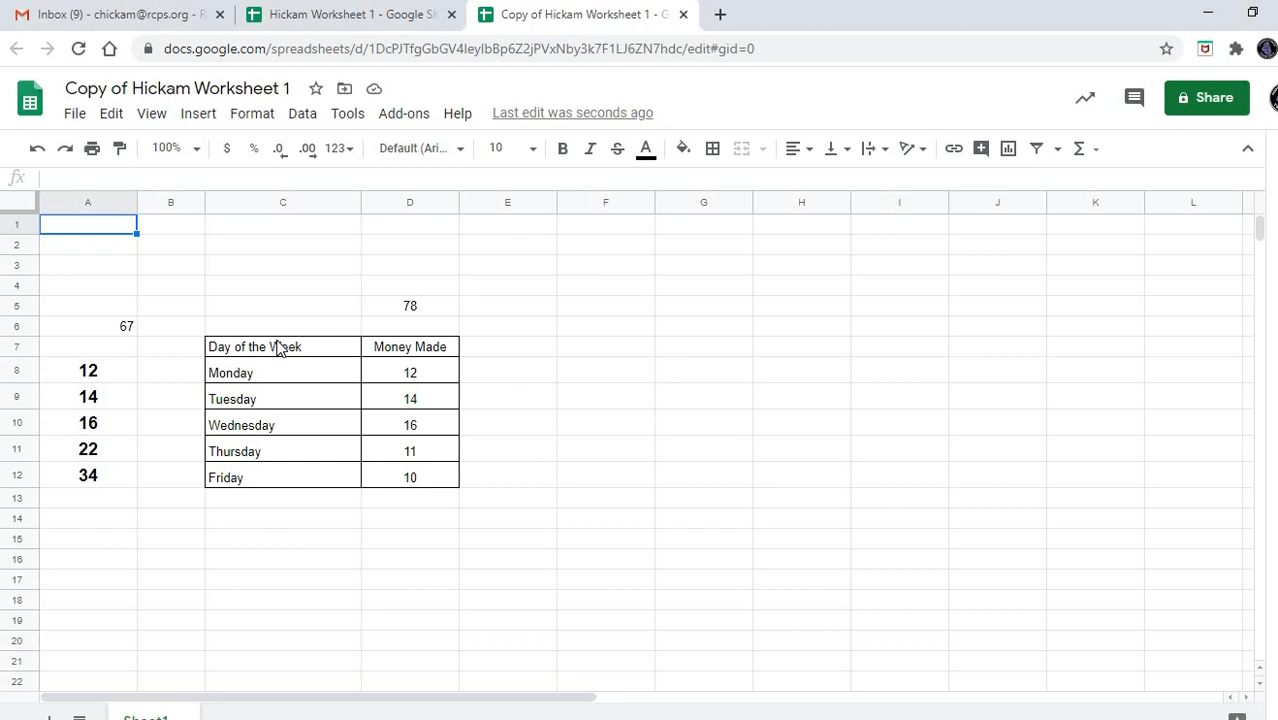 Inbox (9) - chickam@rcps.org - R
Hickam Worksheet 1 - Google Sh
Copy of Hickam Worksheet 1 - G
docs.google.com/spreadsheets/d/1DcPJTfgGbGV4IeyIbBp6Z2jPVxNby3k7F1LJ6ZN7hdc/edit#gid=0
Copy of Hickam Worksheet 1
File Edit View Insert Format Data Tools Add-ons Help Last edit was seconds ago
Share
100% $ % .0 .00 123 Default (Ari... 10 B I S A
fx
A B C D E F G H I J K L
1
2
3
4
5 78
6 67
7 Day of the Week Money Made
8 12 Monday 12
9 14 Tuesday 14
10 16 Wednesday 16
11 22 Thursday 11
12 34 Friday 10
13
14
15
16
17
18
19
20
21
22
Sheet1